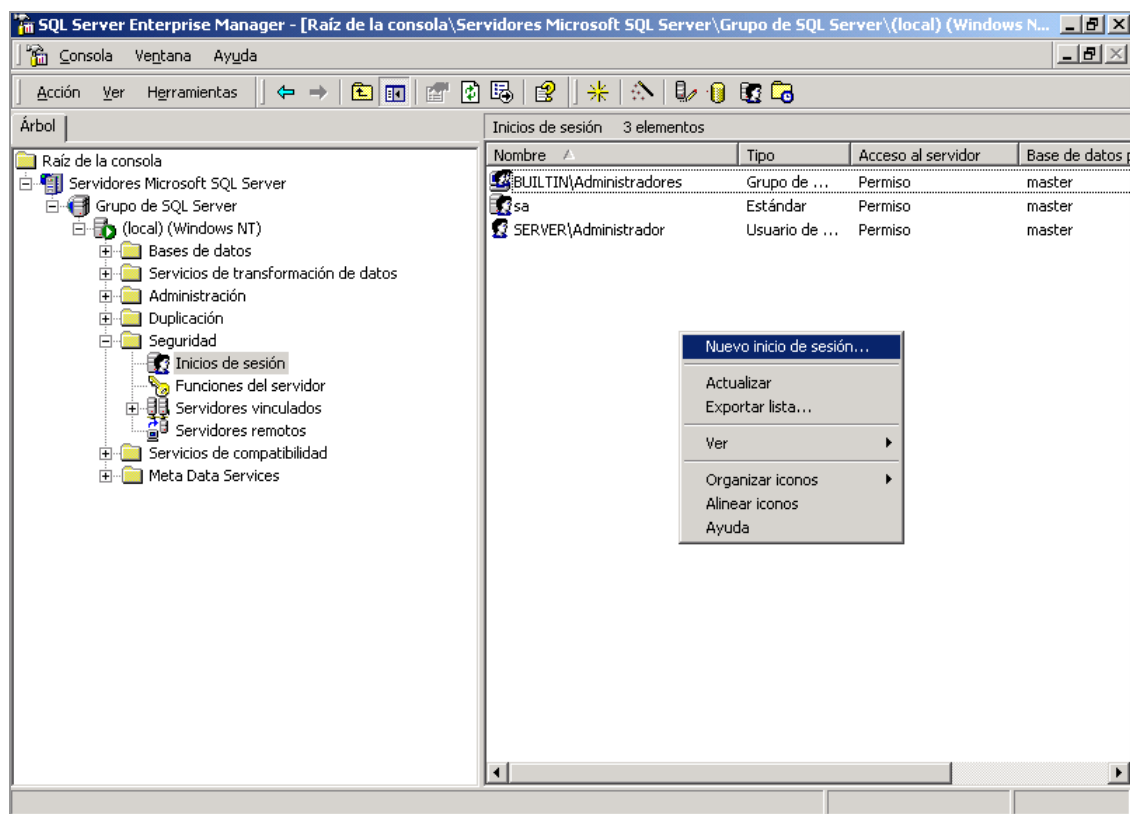 SQL Server Enterprise Manager - [Raíz de la consola\Servidores Microsoft SQL Server\Grupo de SQL Server\(local) (Windows N...
Consola Ventana Ayuda
Acción Ver Herramientas
Árbol
Raíz de la consola
Servidores Microsoft SQL Server
Grupo de SQL Server
(local) (Windows NT)
Bases de datos
Servicios de transformación de datos
Administración
Duplicación
Seguridad
Inicios de sesión
Funciones del servidor
Servidores vinculados
Servidores remotos
Servicios de compatibilidad
Meta Data Services
Inicios de sesión 3 elementos
Nombre Tipo Acceso al servidor Base de datos p
BUILTIN\Administradores Grupo de ... Permiso master
sa Estándar Permiso master
SERVER\Administrador Usuario de ... Permiso master
Nuevo inicio de sesión...
Actualizar
Exportar lista...
Ver
Organizar iconos
Alinear iconos
Ayuda